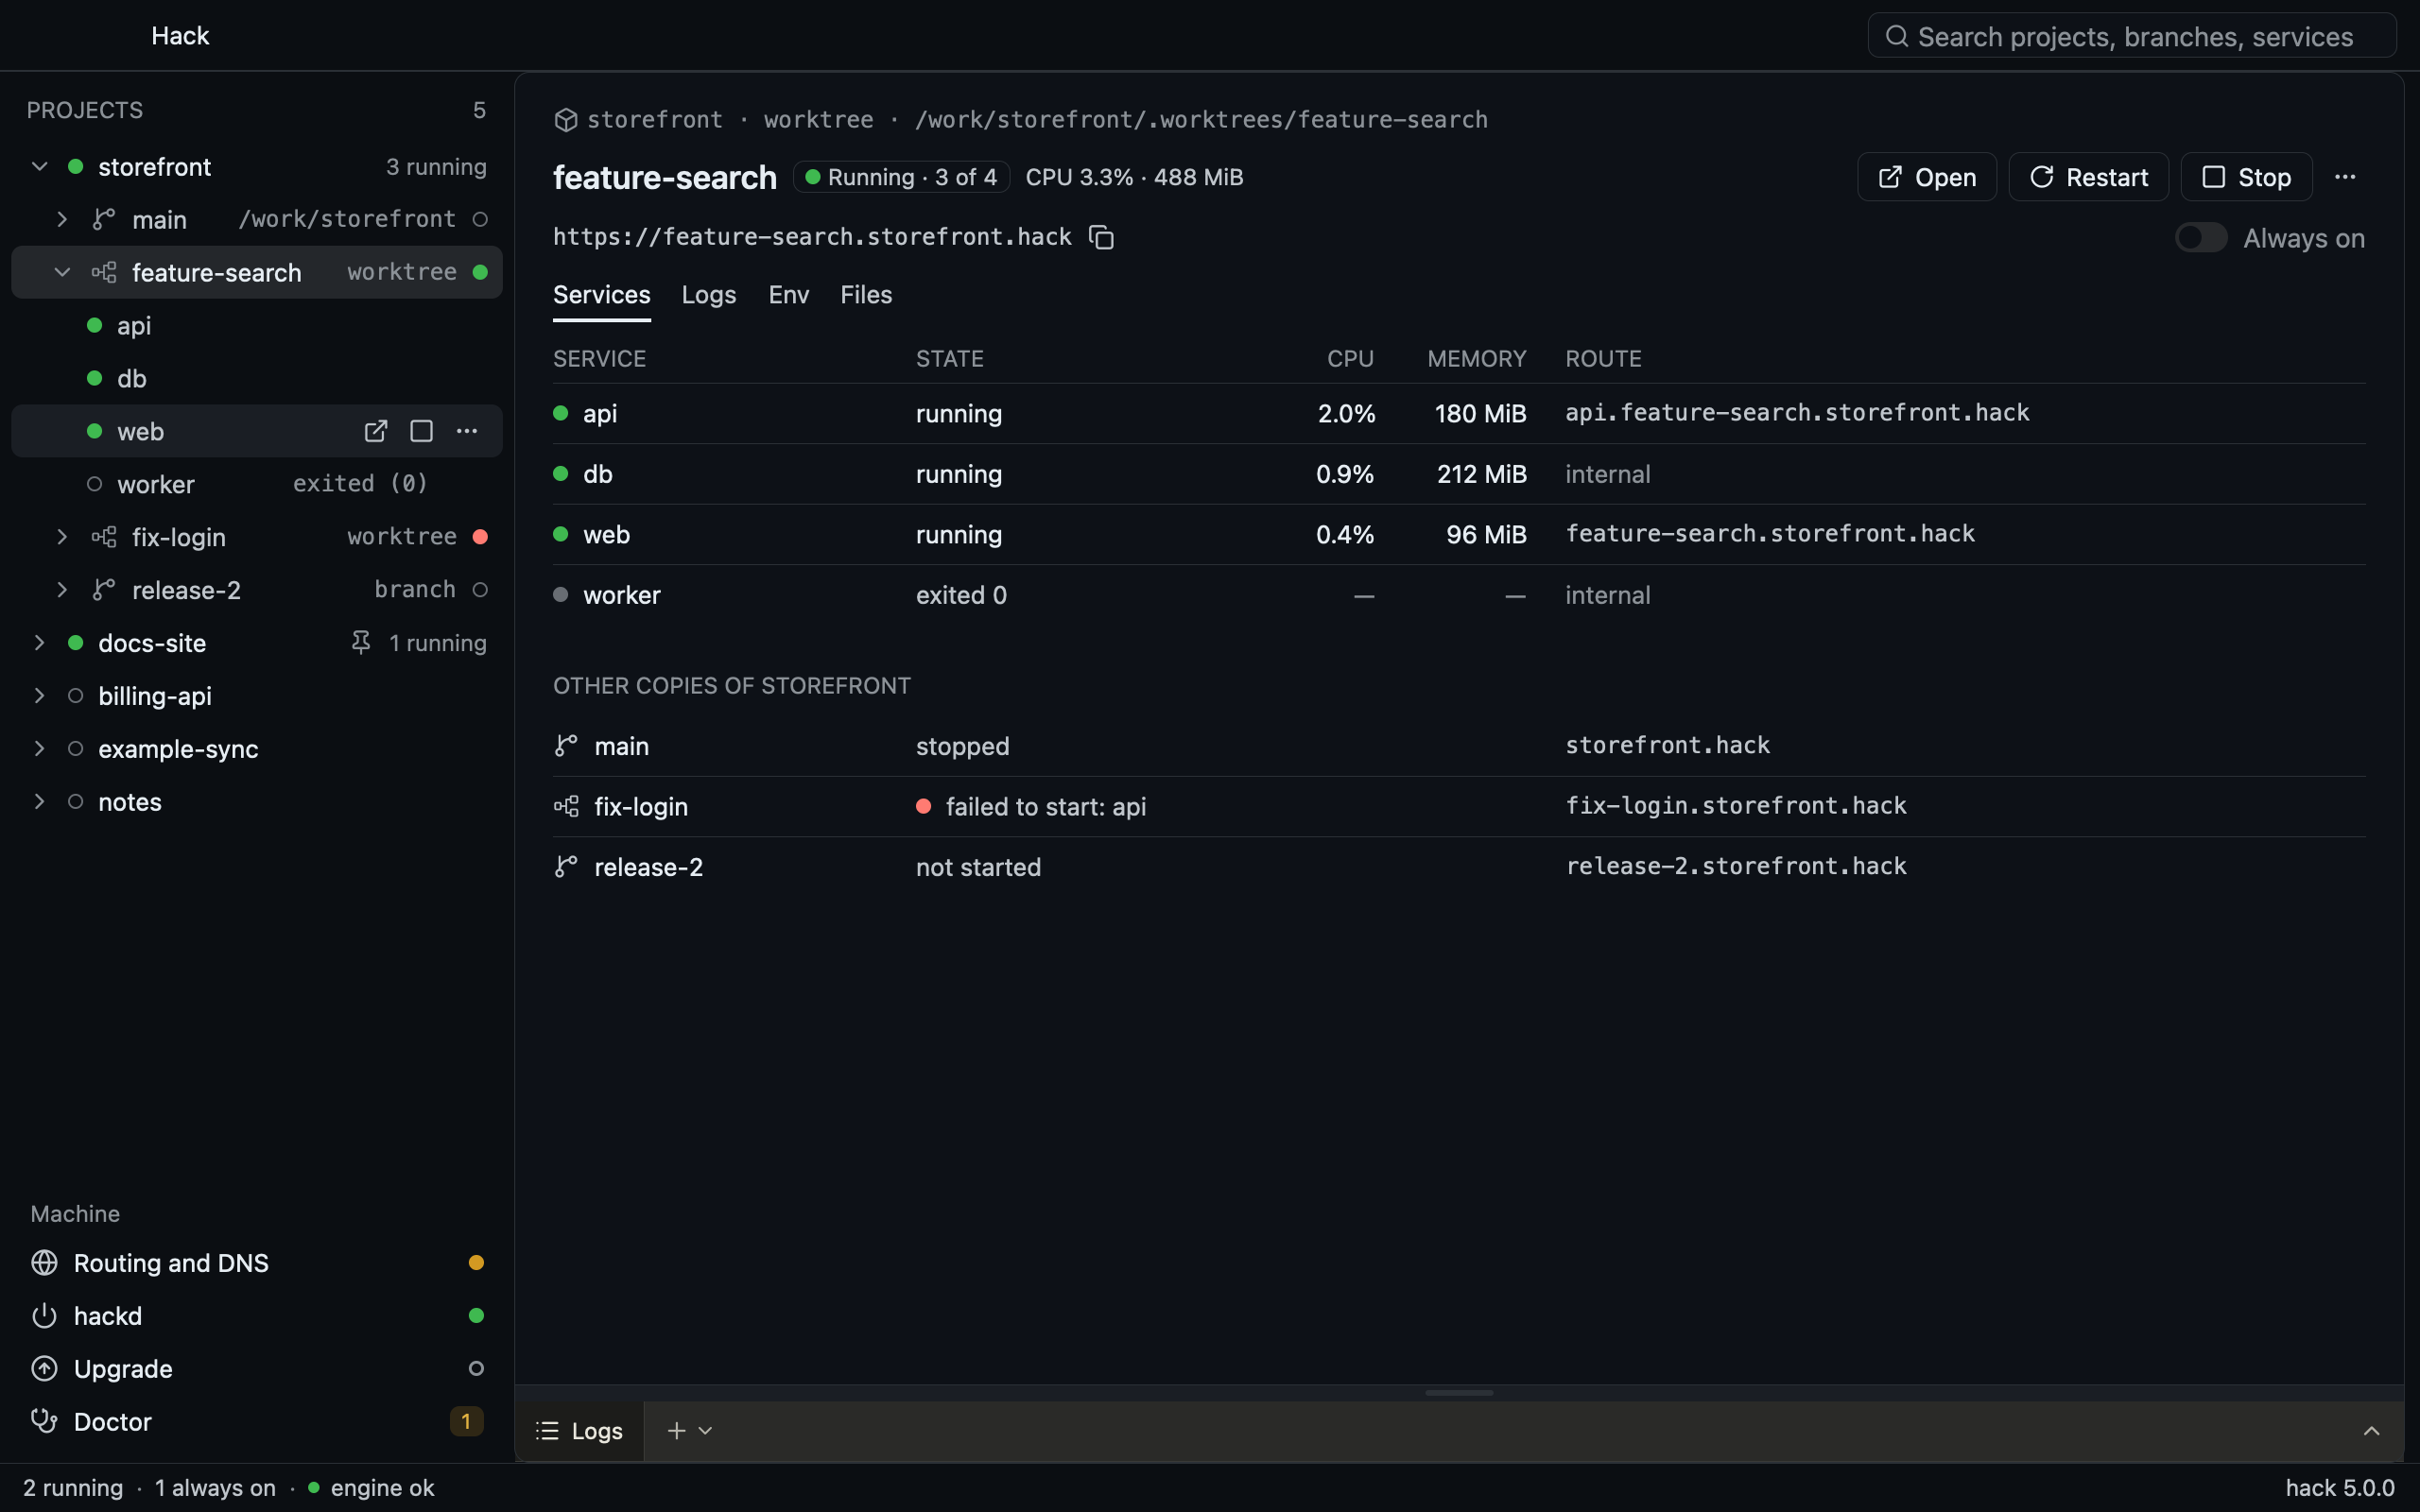 Hack
Search projects, branches, services
PROJECTS 5
storefront 3 running
main /work/storefront
feature-search worktree
api
db
web
worker exited (0)
fix-login worktree
release-2 branch
docs-site 1 running
billing-api
example-sync
notes
Machine
Routing and DNS
hackd
Upgrade
Doctor 1
storefront · worktree · /work/storefront/.worktrees/feature-search
feature-search Running · 3 of 4 CPU 3.3% · 488 MiB Open Restart Stop ···
https://feature-search.storefront.hack Always on
Services Logs Env Files
SERVICE STATE CPU MEMORY ROUTE
api running 2.0% 180 MiB api.feature-search.storefront.hack
db running 0.9% 212 MiB internal
web running 0.4% 96 MiB feature-search.storefront.hack
worker exited 0 — — internal
OTHER COPIES OF STOREFRONT
main stopped storefront.hack
fix-login failed to start: api fix-login.storefront.hack
release-2 not started release-2.storefront.hack
Logs
2 running · 1 always on · engine ok hack 5.0.0